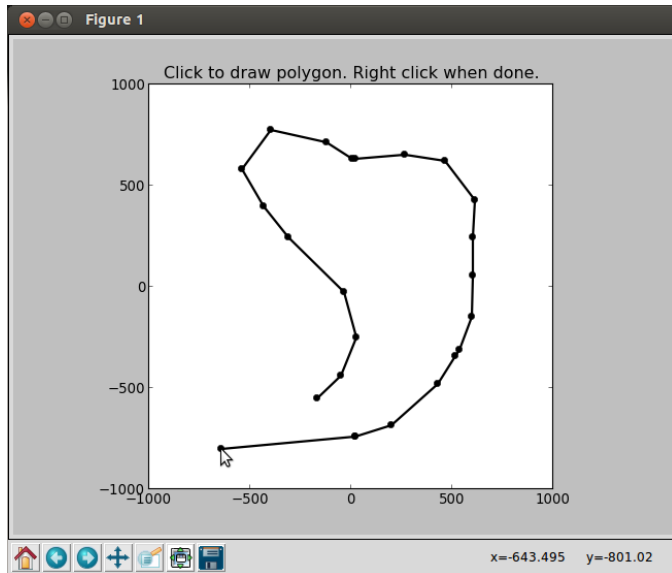 Figure 1
Click to draw polygon. Right click when done.
1000
500
0
−500
−1000
−1000 −500 0 500 1000
x=-643.495 y=-801.02